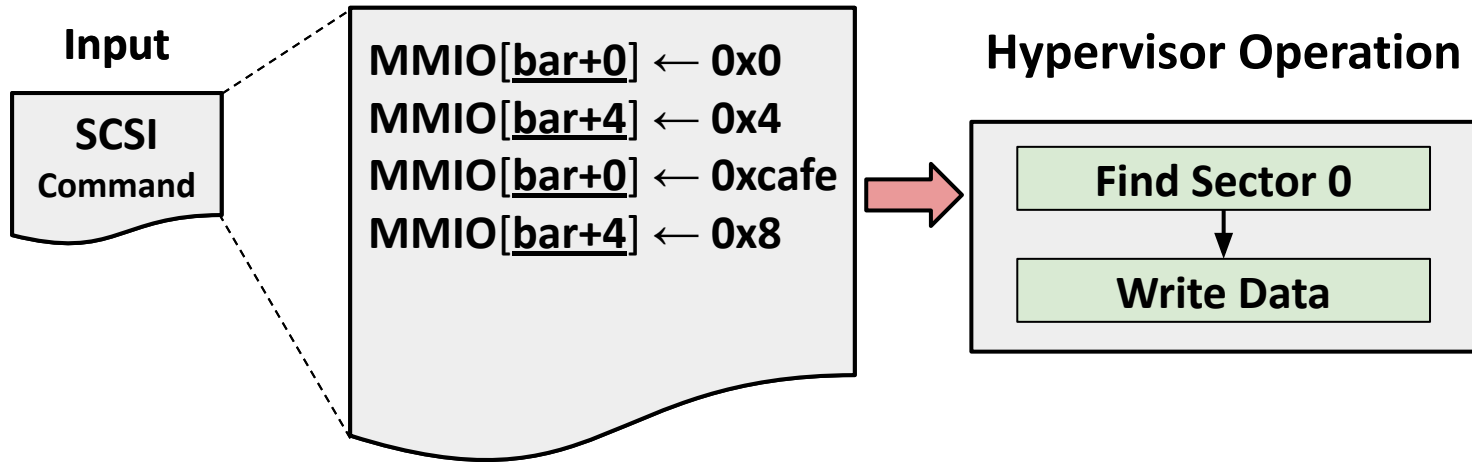 Input
SCSI
Command
MMIO[bar+0] ← 0x0
MMIO[bar+4] ← 0x4
MMIO[bar+0] ← 0xcafe
MMIO[bar+4] ← 0x8
Hypervisor Operation
Find Sector 0
Write Data